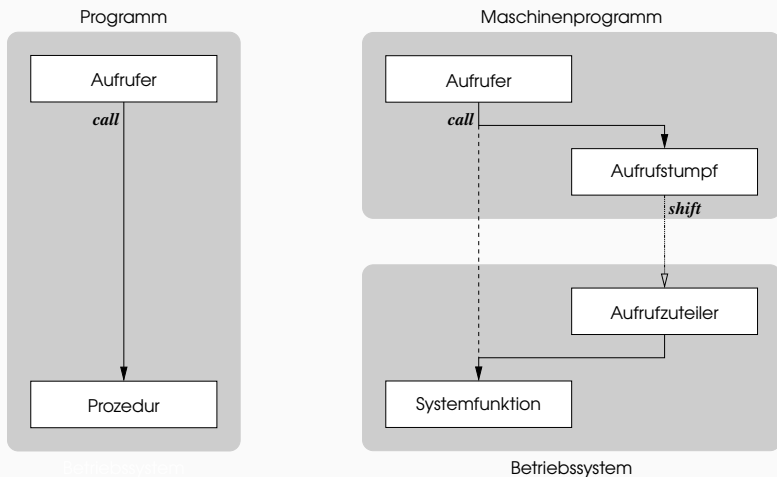 Programm
Aufrufer
call
Prozedur
Maschinenprogramm
Aufrufer
call
Aufrufstumpf
shift
Aufrufzuteiler
Systemfunktion
Betriebssystem